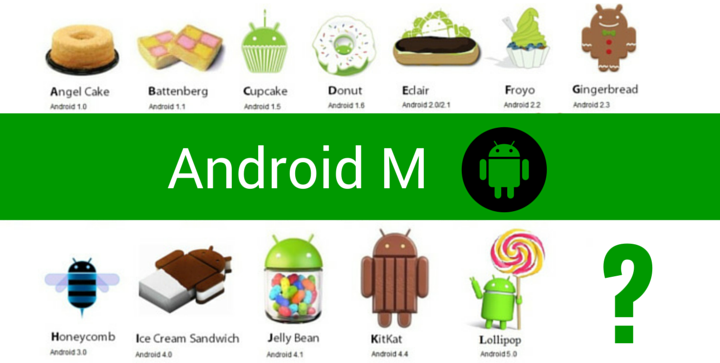 Angel Cake Battenberg Cupcake Donut Eclair Froyo Gingerbread
Android 1.0 Android 1.1 Android 1.5 Android 1.6 Android 2.0/2.1 Android 2.2 Android 2.3
Android M
?
Honeycomb Ice Cream Sandwich Jelly Bean KitKat Lollipop
Android 3.0 Android 4.0 Android 4.1 Android 4.4 Android 5.0